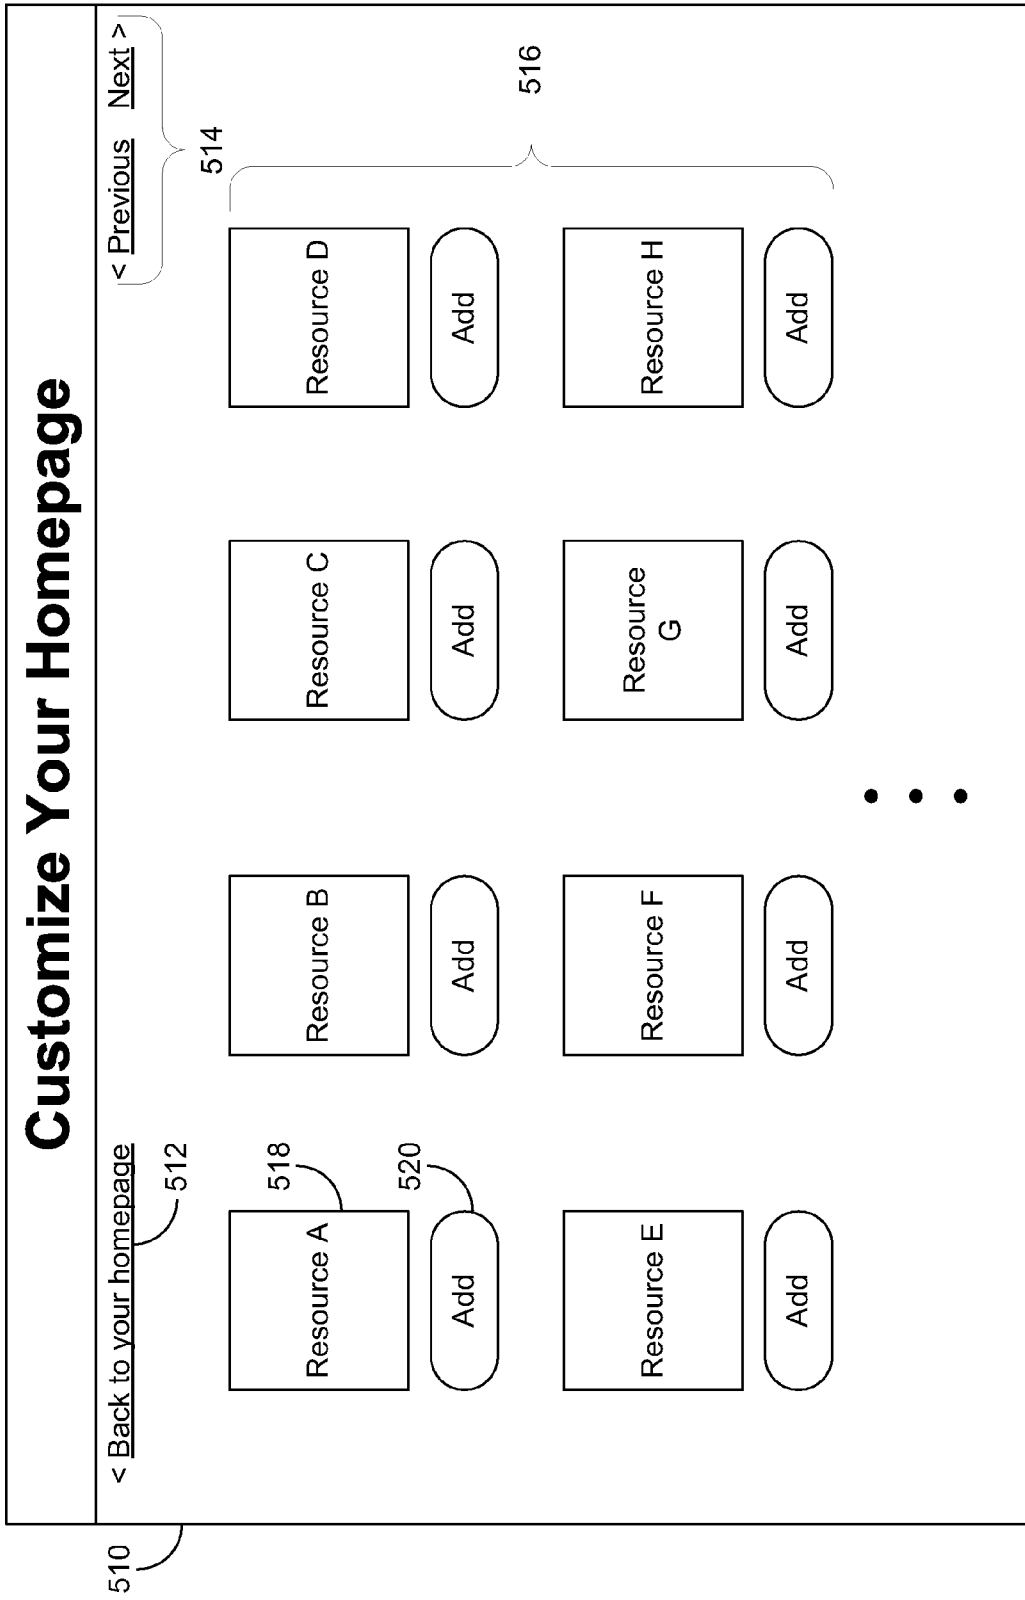 Customize Your Homepage
< Back to your homepage
< Previous Next >
510
512
514
Resource A
Resource B
Resource C
Resource D
518
Add
Add
Add
Add
520
516
Resource E
Resource F
Resource
G
Resource H
Add
Add
Add
Add